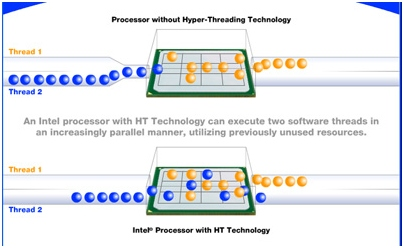 Processor without Hyper-Threading Technology
Thread 1
Thread 2
An Intel processor with HT Technology can execute two software threads in
an increasingly parallel manner, utilizing previously unused resources.
Thread 1
Thread 2
Intel® Processor with HT Technology